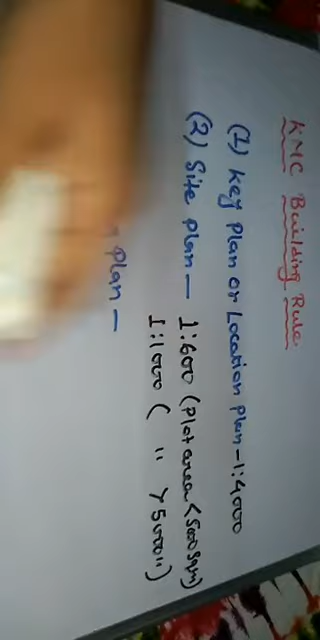 KMC Building Rule
(1) Key Plan or Location Plan - 1:4000
(2) Site Plan - 1:600 (Plot area < 5000 sqm)
1:1000 ( " > 5000 " )
Plan -